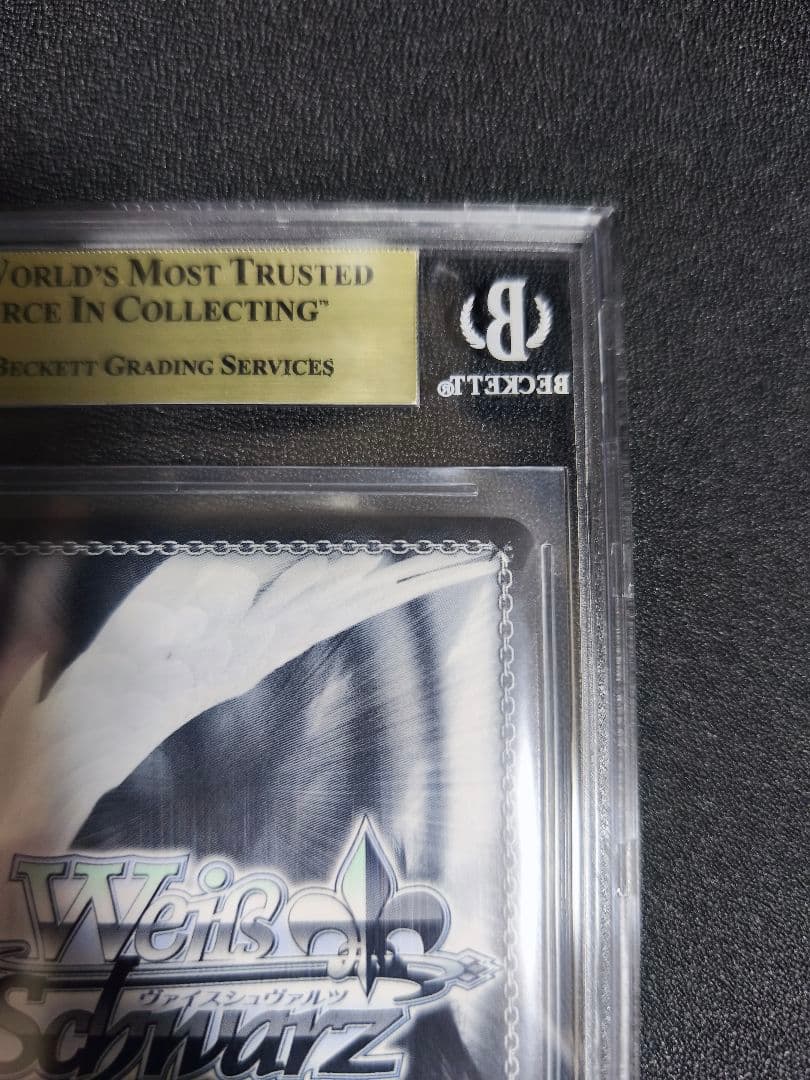 WORLD'S MOST TRUSTED
RCE IN COLLECTING™
BECKETT GRADING SERVICES
B
BECKETT®
Weiß
ヴァイスシュヴァルツ
Schwarz